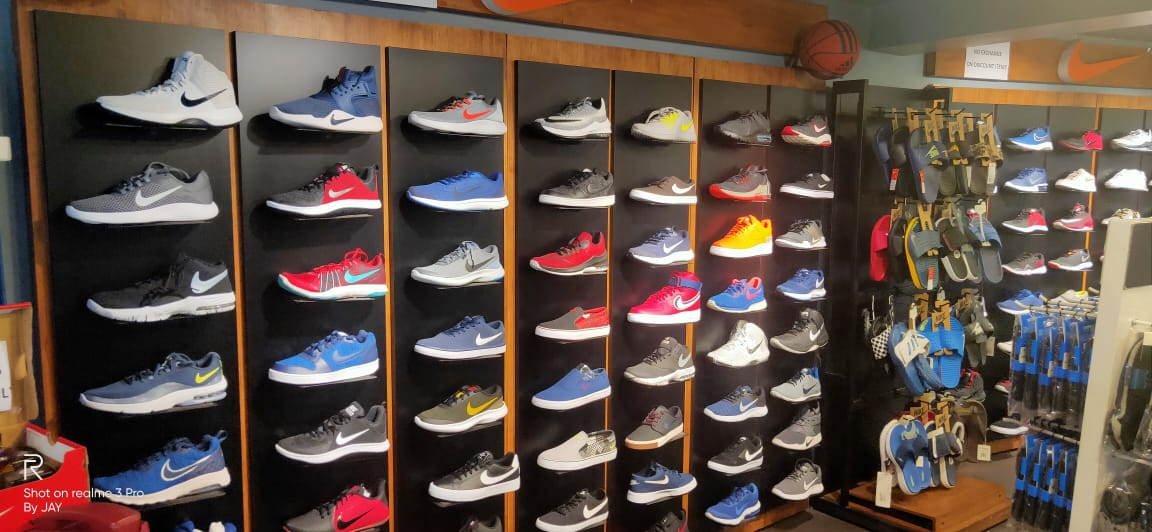 NO EXCHANGE
ON DISCOUNT ITEMS
R
Shot on realme 3 Pro
By JAY